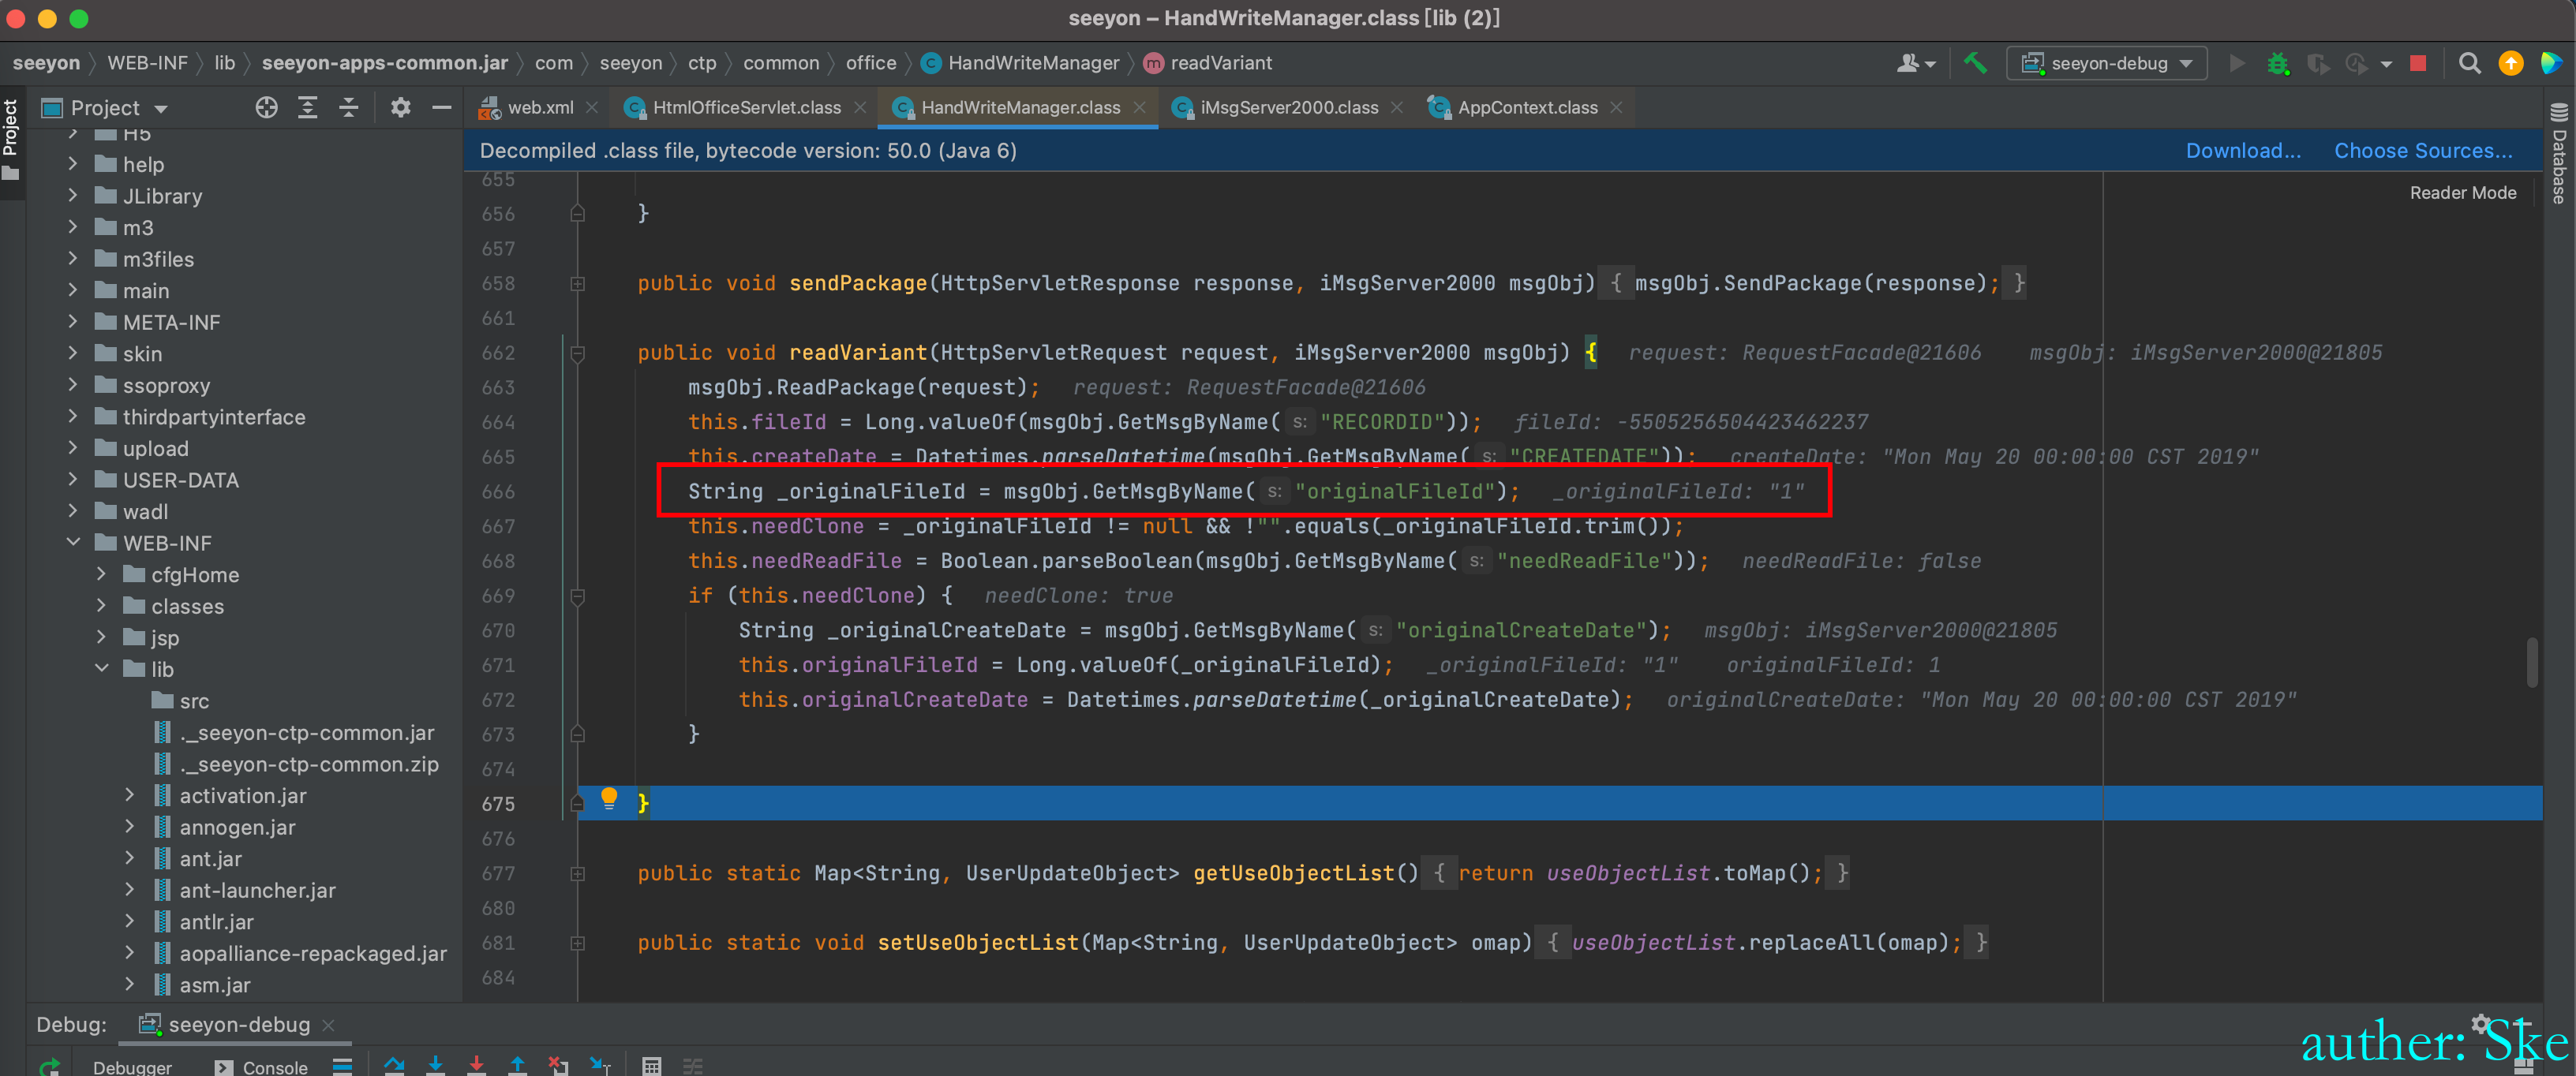 seeyon – HandWriteManager.class [lib (2)]
seeyon WEB-INF lib seeyon-apps-common.jar com seeyon ctp common office HandWriteManager readVariant seeyon-debug
Project
Project
web.xml HtmlOfficeServlet.class HandWriteManager.class iMsgServer2000.class AppContext.class
Database
H5
help
JLibrary
m3
m3files
main
META-INF
skin
ssoproxy
thirdpartyinterface
upload
USER-DATA
wadl
WEB-INF
cfgHome
classes
jsp
lib
src
._seeyon-ctp-common.jar
._seeyon-ctp-common.zip
activation.jar
annogen.jar
ant.jar
ant-launcher.jar
antlr.jar
aopalliance-repackaged.jar
asm.jar
Decompiled .class file, bytecode version: 50.0 (Java 6) Download... Choose Sources...
Reader Mode
655
656 }
657
658 public void sendPackage(HttpServletResponse response, iMsgServer2000 msgObj) { msgObj.SendPackage(response); }
661
662 public void readVariant(HttpServletRequest request, iMsgServer2000 msgObj) { request: RequestFacade@21606 msgObj: iMsgServer2000@21805
663 msgObj.ReadPackage(request); request: RequestFacade@21606
664 this.fileId = Long.valueOf(msgObj.GetMsgByName( s: "RECORDID")); fileId: -5505256504423462237
665 this.createDate = Datetimes.parseDatetime(msgObj.GetMsgByName( s: "CREATEDATE")); createDate: "Mon May 20 00:00:00 CST 2019"
666 String _originalFileId = msgObj.GetMsgByName( s: "originalFileId"); _originalFileId: "1"
667 this.needClone = _originalFileId != null && !"".equals(_originalFileId.trim());
668 this.needReadFile = Boolean.parseBoolean(msgObj.GetMsgByName( s: "needReadFile")); needReadFile: false
669 if (this.needClone) { needClone: true
670 String _originalCreateDate = msgObj.GetMsgByName( s: "originalCreateDate"); msgObj: iMsgServer2000@21805
671 this.originalFileId = Long.valueOf(_originalFileId); _originalFileId: "1" originalFileId: 1
672 this.originalCreateDate = Datetimes.parseDatetime(_originalCreateDate); originalCreateDate: "Mon May 20 00:00:00 CST 2019"
673 }
674
675 }
676
677 public static Map<String, UserUpdateObject> getUseObjectList() { return useObjectList.toMap(); }
680
681 public static void setUseObjectList(Map<String, UserUpdateObject> omap) { useObjectList.replaceAll(omap); }
684
Debug: seeyon-debug
Debugger Console
auther: Ske